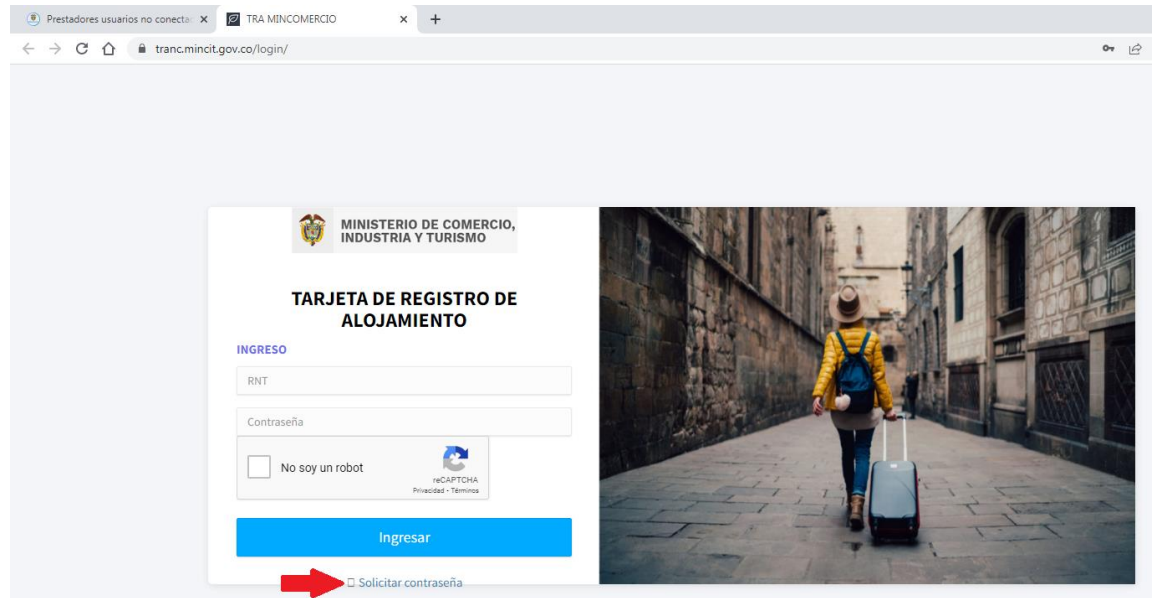 Prestadores usuarios no conecta
TRA MINCOMERCIO
tranc.mincit.gov.co/login/
MINISTERIO DE COMERCIO,
INDUSTRIA Y TURISMO
TARJETA DE REGISTRO DE
ALOJAMIENTO
INGRESO
RNT
Contraseña
No soy un robot
reCAPTCHA
Privacidad - Términos
Ingresar
Solicitar contraseña